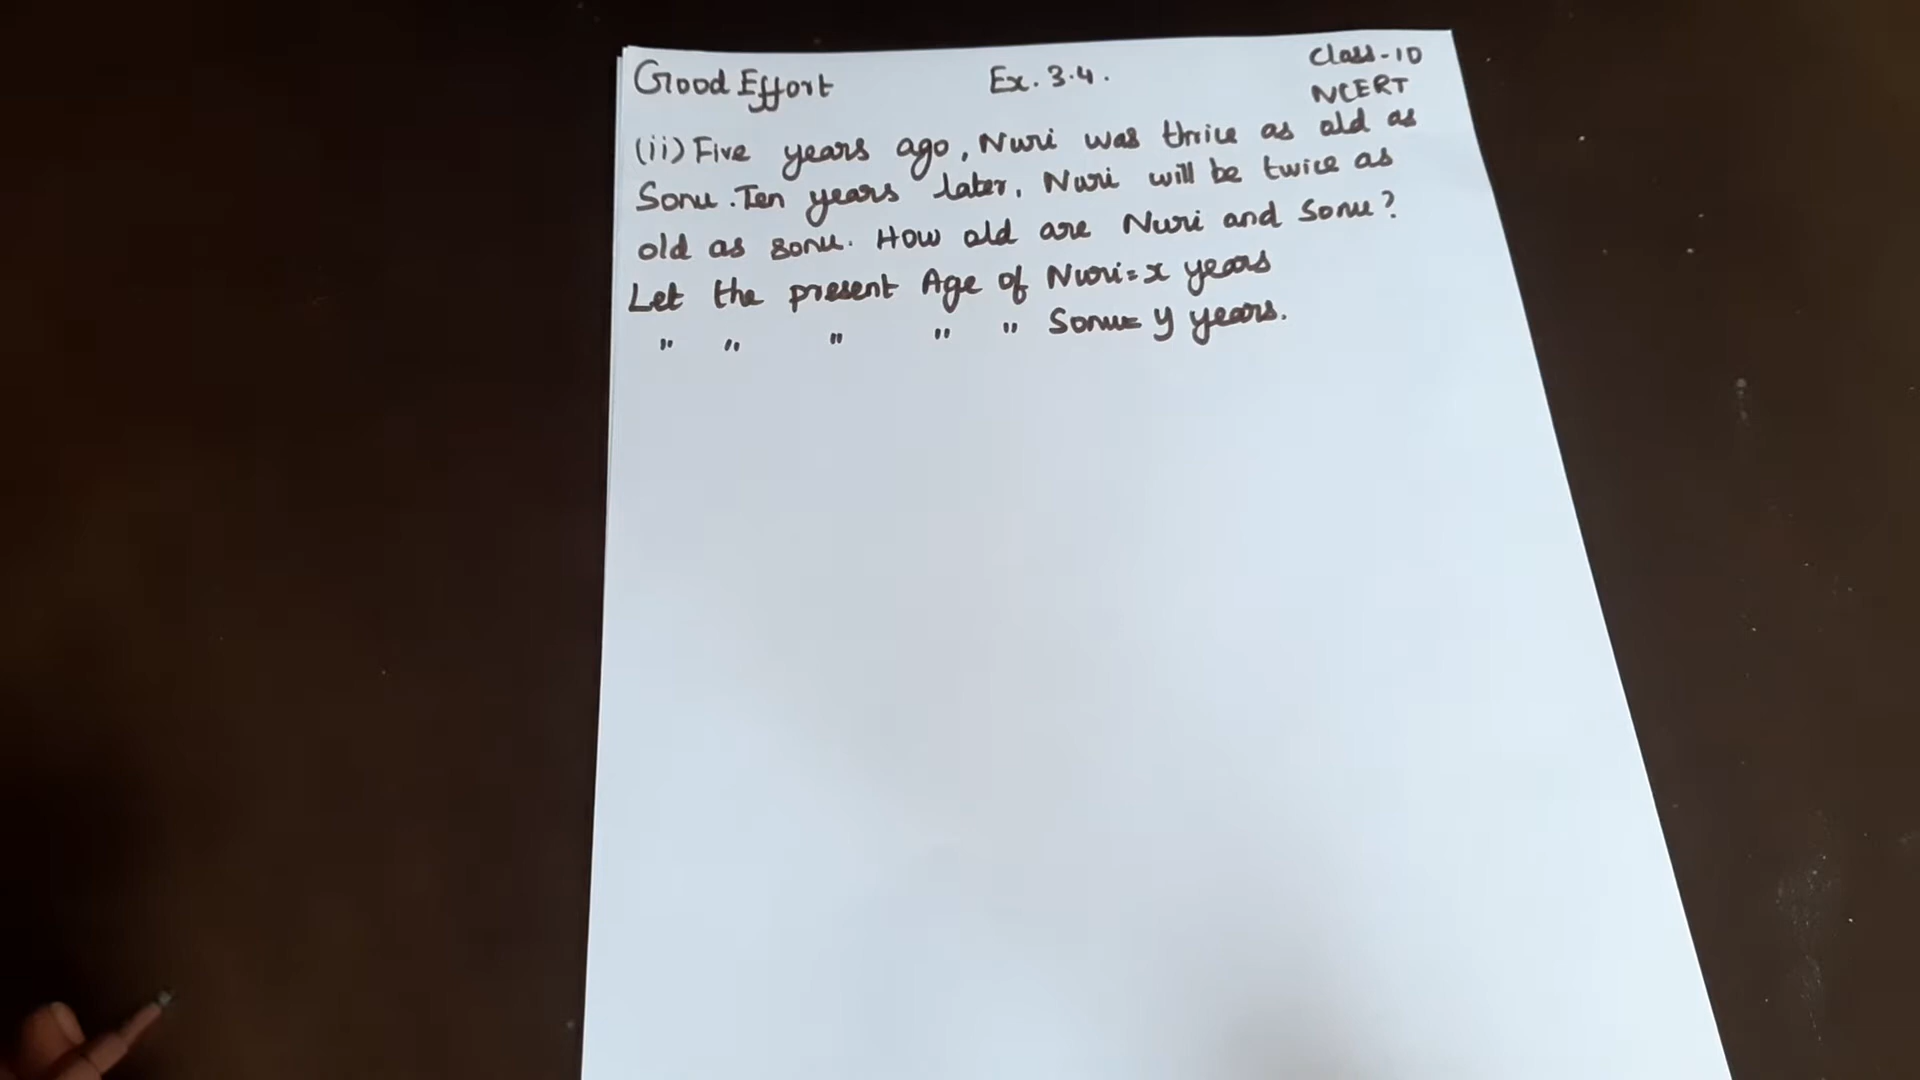 Good Effort Ex. 3.4. Class-10
NCERT
(ii) Five years ago, Nuri was thrice as old as
Sonu. Ten years later, Nuri will be twice as
old as sonu. How old are Nuri and Sonu?
Let the present Age of Nuri = x years
" " " " " Sonu = y years.